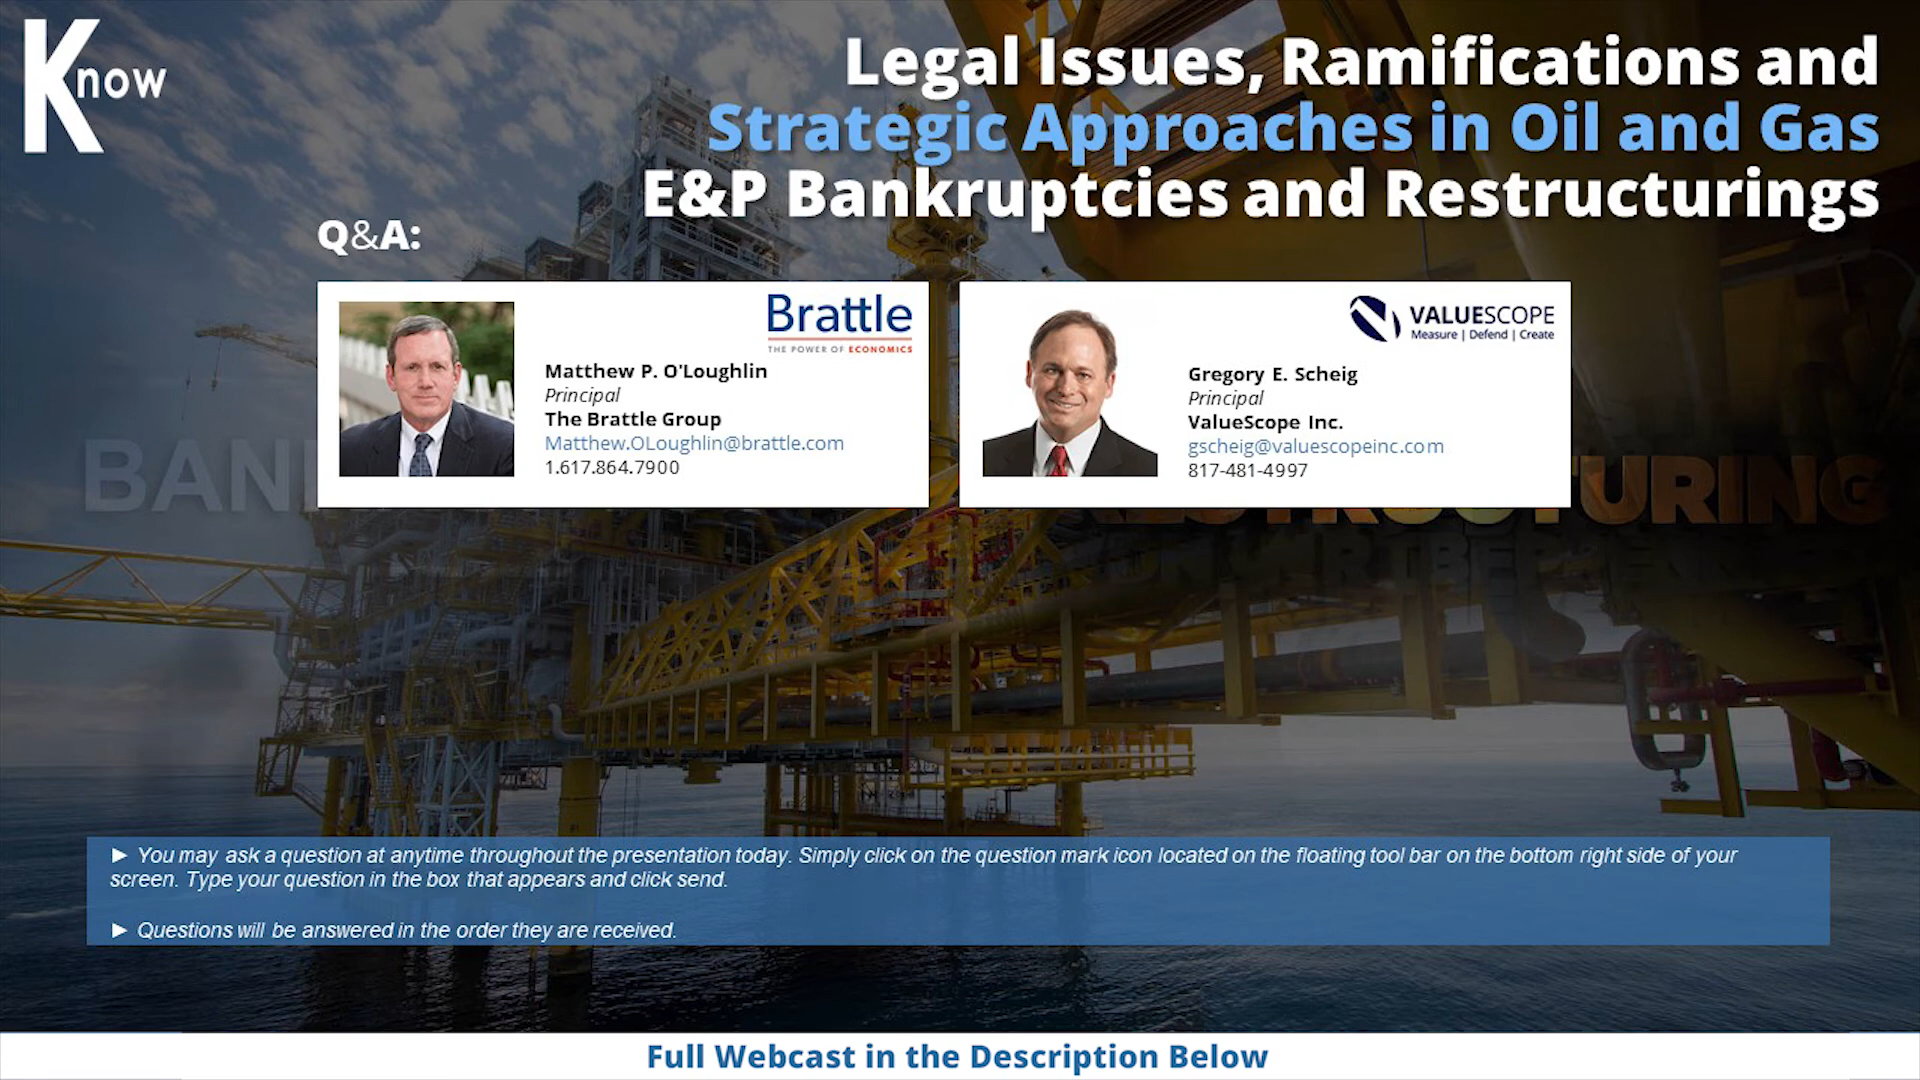 Know
Legal Issues, Ramifications and
Strategic Approaches in Oil and Gas
E&P Bankruptcies and Restructurings
Q&A:
Brattle
THE POWER OF ECONOMICS
Matthew P. O'Loughlin
Principal
The Brattle Group
Matthew.OLoughlin@brattle.com
1.617.864.7900
VALUESCOPE
Measure | Defend | Create
Gregory E. Scheig
Principal
ValueScope Inc.
gscheig@valuescopeinc.com
817-481-4997
BAN
TURING
► You may ask a question at anytime throughout the presentation today. Simply click on the question mark icon located on the floating tool bar on the bottom right side of your
screen. Type your question in the box that appears and click send.
► Questions will be answered in the order they are received.
Full Webcast in the Description Below